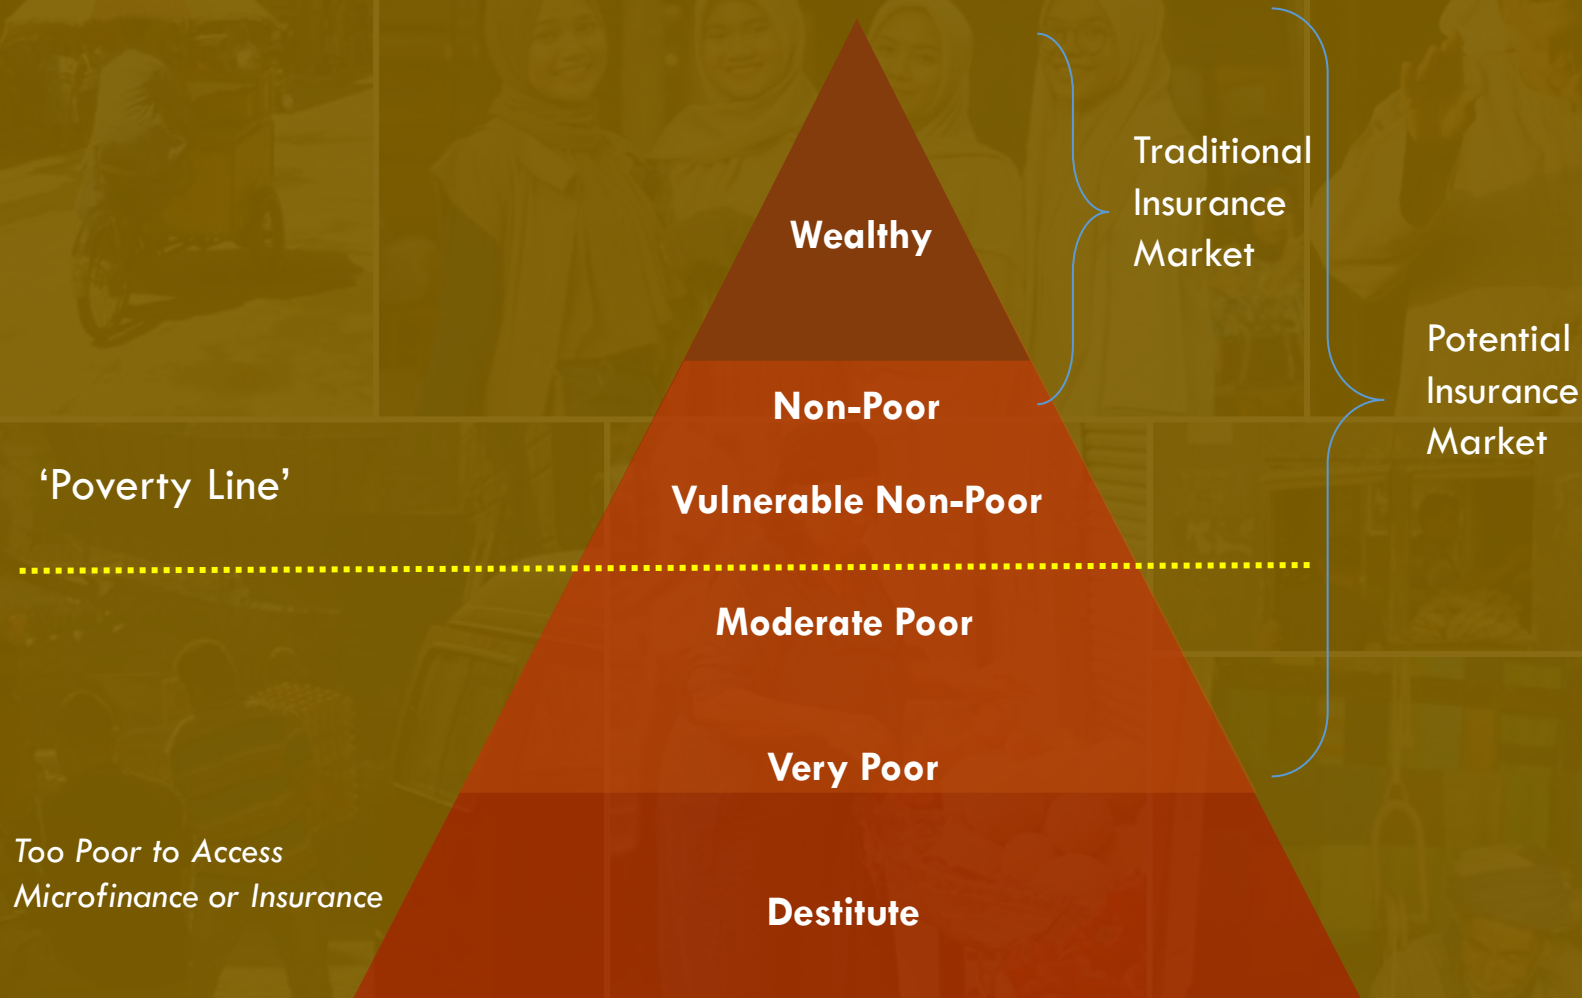 Wealthy
Traditional
Insurance
Market
Non-Poor
Potential
Insurance
Market
‘Poverty Line’
Vulnerable Non-Poor
Moderate Poor
Very Poor
Too Poor to Access
Microfinance or Insurance
Destitute